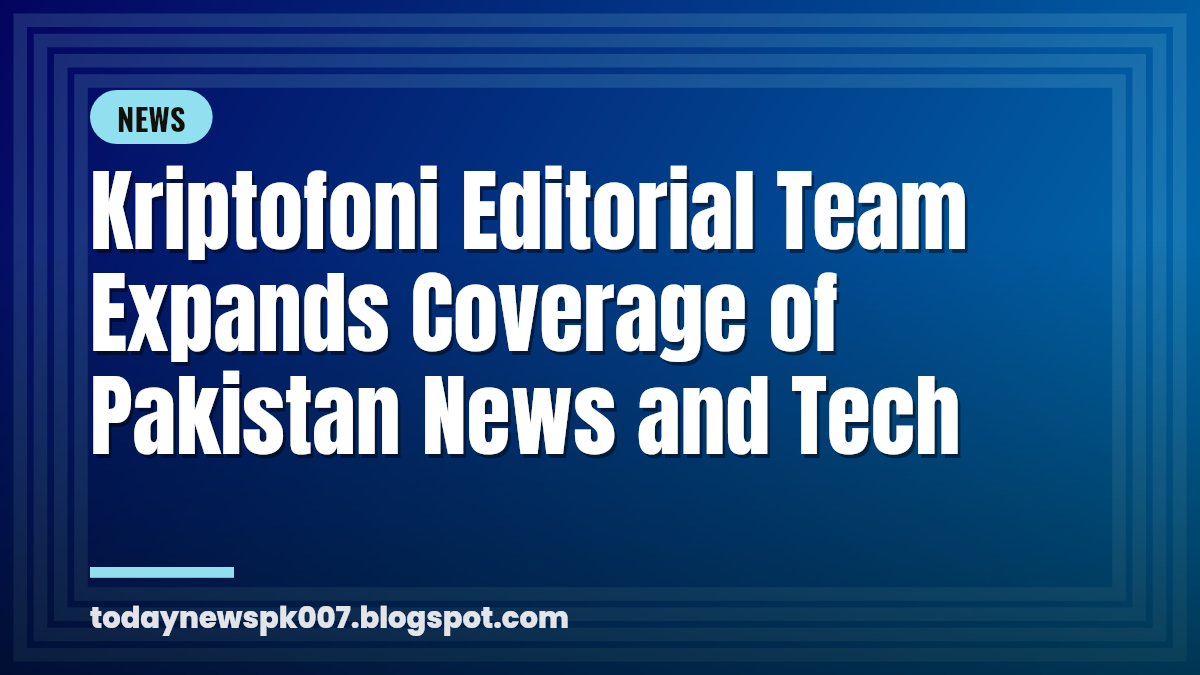 NEWS
Kriptofoni Editorial Team
Expands Coverage of
Pakistan News and Tech
todaynewspk007.blogspot.com